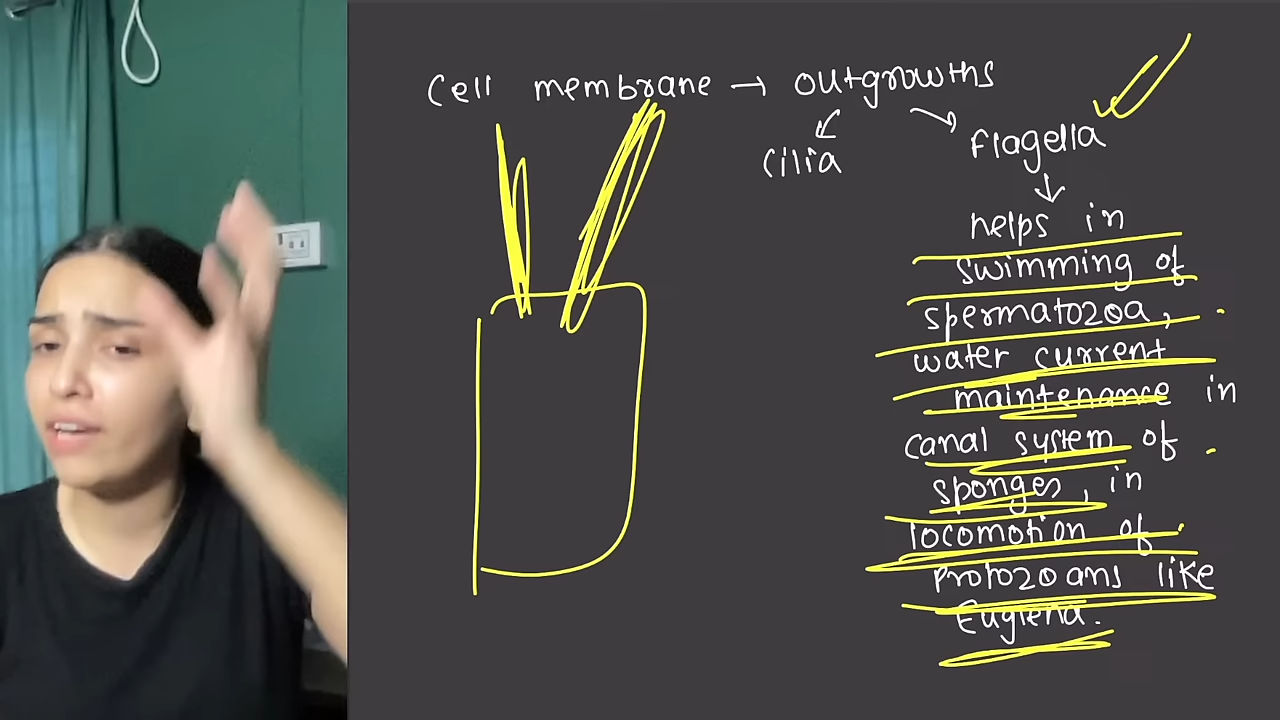 Cell membrane → outgrowths
Cilia
Flagella
helps in
swimming of
spermatozoa,
water current
maintenance in
canal system of
sponges, in
locomotion of
protozoans like
Euglena.